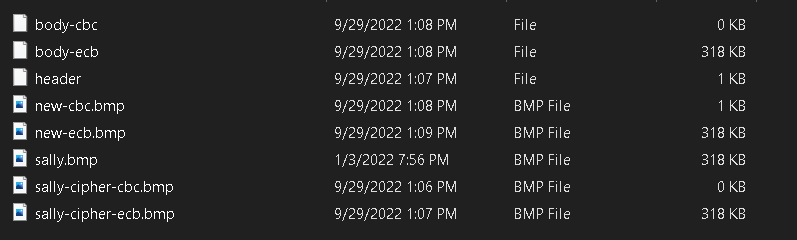 body-cbc 9/29/2022 1:08 PM File 0 KB
body-ecb 9/29/2022 1:08 PM File 318 KB
header 9/29/2022 1:07 PM File 1 KB
new-cbc.bmp 9/29/2022 1:08 PM BMP File 1 KB
new-ecb.bmp 9/29/2022 1:09 PM BMP File 318 KB
sally.bmp 1/3/2022 7:56 PM BMP File 318 KB
sally-cipher-cbc.bmp 9/29/2022 1:06 PM BMP File 0 KB
sally-cipher-ecb.bmp 9/29/2022 1:07 PM BMP File 318 KB